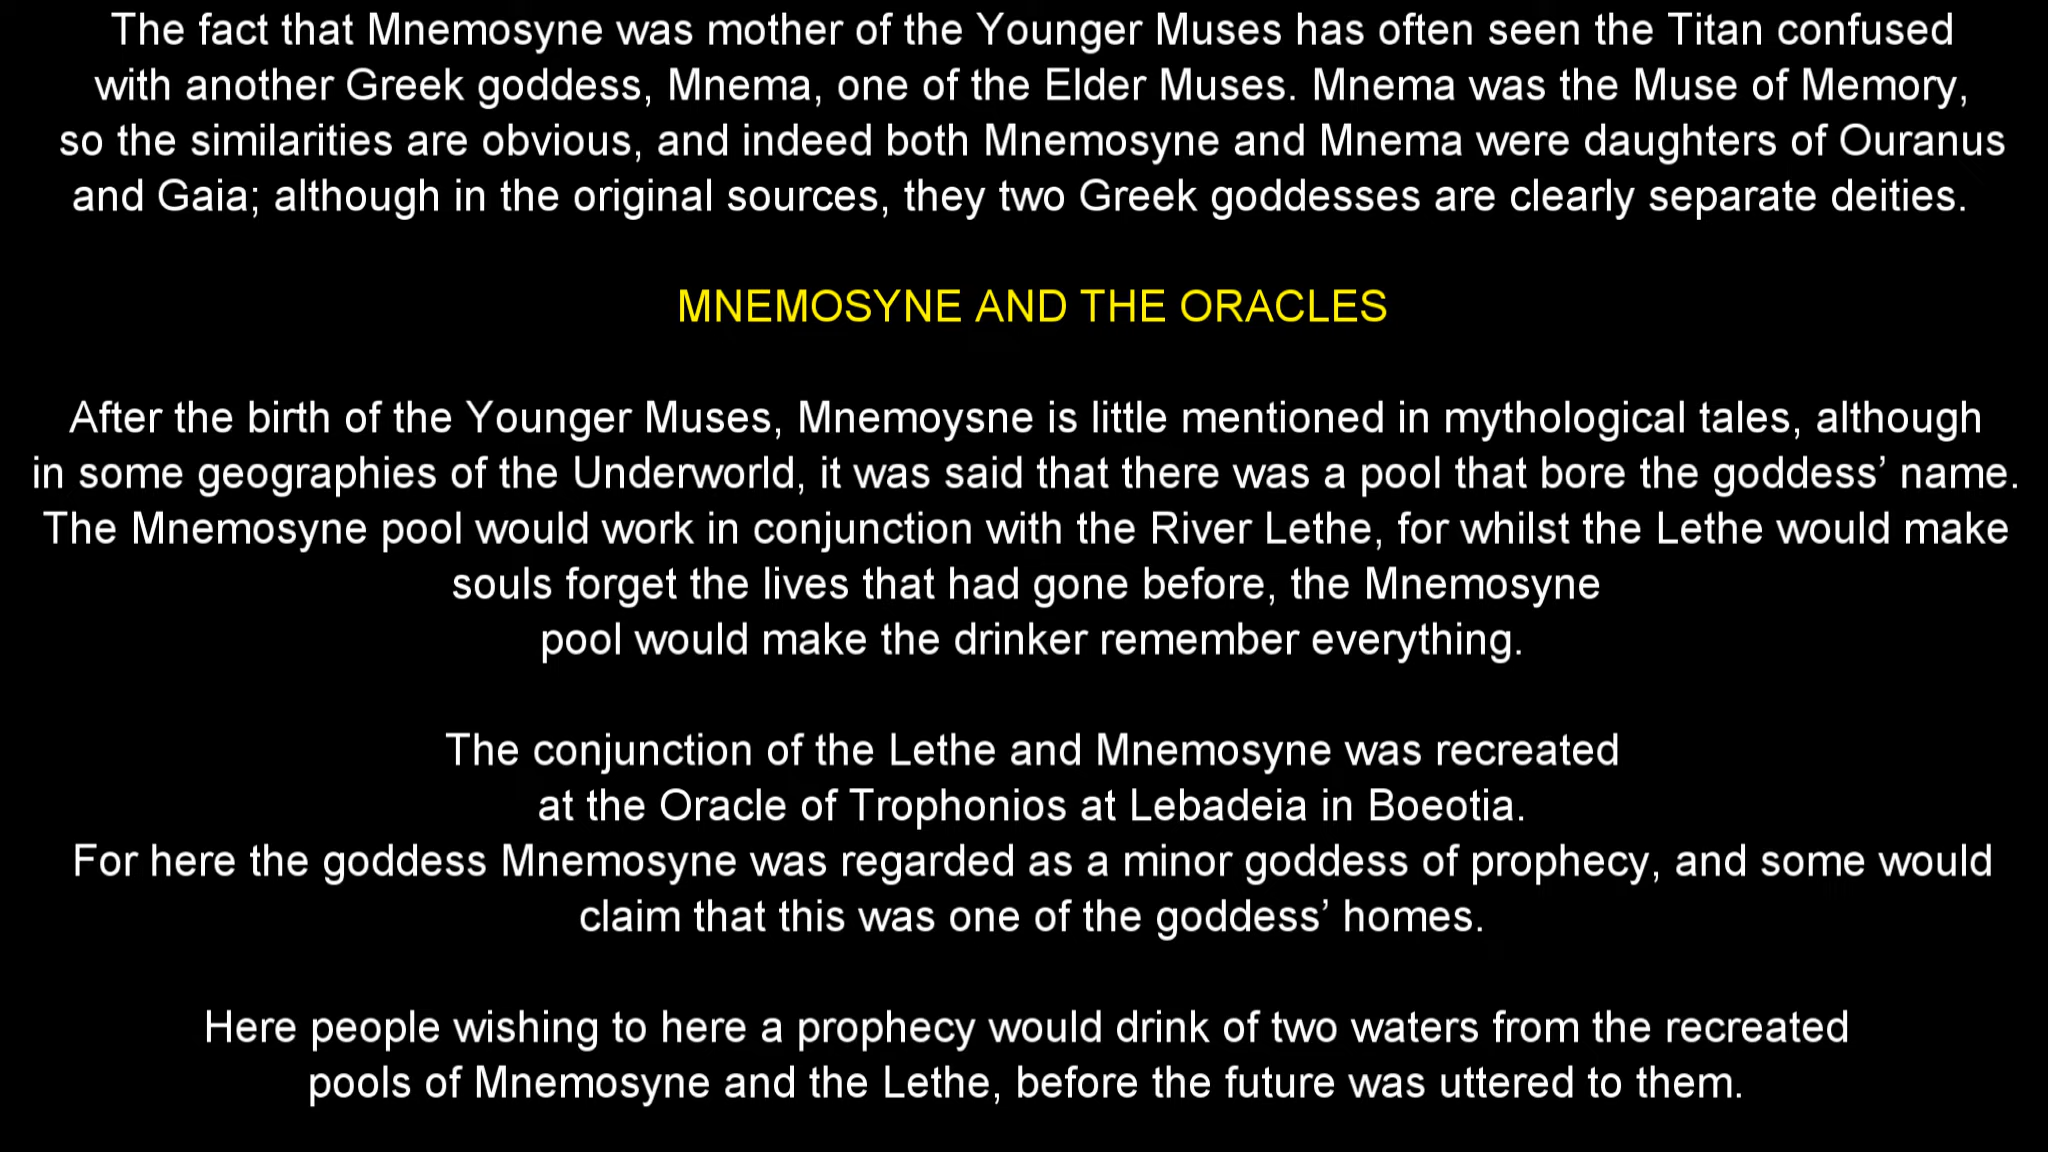 The fact that Mnemosyne was mother of the Younger Muses has often seen the Titan confused
with another Greek goddess, Mnema, one of the Elder Muses. Mnema was the Muse of Memory,
so the similarities are obvious, and indeed both Mnemosyne and Mnema were daughters of Ouranus
and Gaia; although in the original sources, they two Greek goddesses are clearly separate deities.
MNEMOSYNE AND THE ORACLES
After the birth of the Younger Muses, Mnemoysne is little mentioned in mythological tales, although
in some geographies of the Underworld, it was said that there was a pool that bore the goddess’ name.
The Mnemosyne pool would work in conjunction with the River Lethe, for whilst the Lethe would make
souls forget the lives that had gone before, the Mnemosyne
pool would make the drinker remember everything.
The conjunction of the Lethe and Mnemosyne was recreated
at the Oracle of Trophonios at Lebadeia in Boeotia.
For here the goddess Mnemosyne was regarded as a minor goddess of prophecy, and some would
claim that this was one of the goddess’ homes.
Here people wishing to here a prophecy would drink of two waters from the recreated
pools of Mnemosyne and the Lethe, before the future was uttered to them.